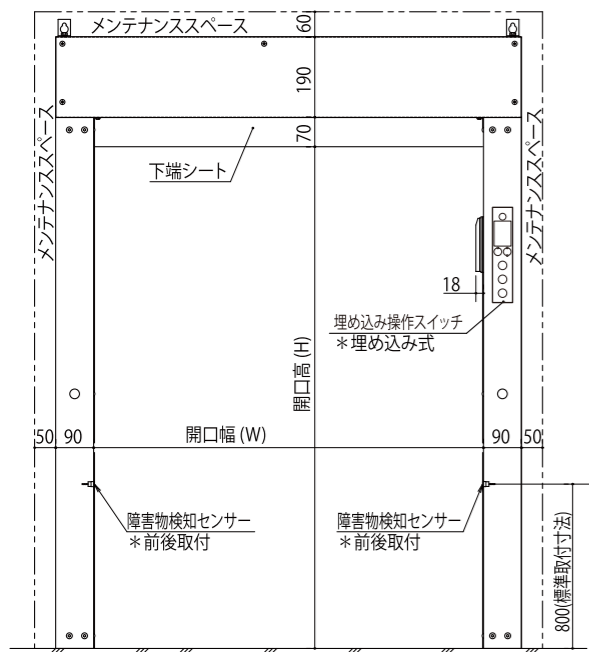 メンテナンススペース
60
190
70
メンテナンススペース
メンテナンススペース
下端シート
18
埋め込み操作スイッチ
＊埋め込み式
開口高 (H)
50
90
開口幅 (W)
90
50
障害物検知センサー
＊前後取付
障害物検知センサー
＊前後取付
800(標準取付寸法)